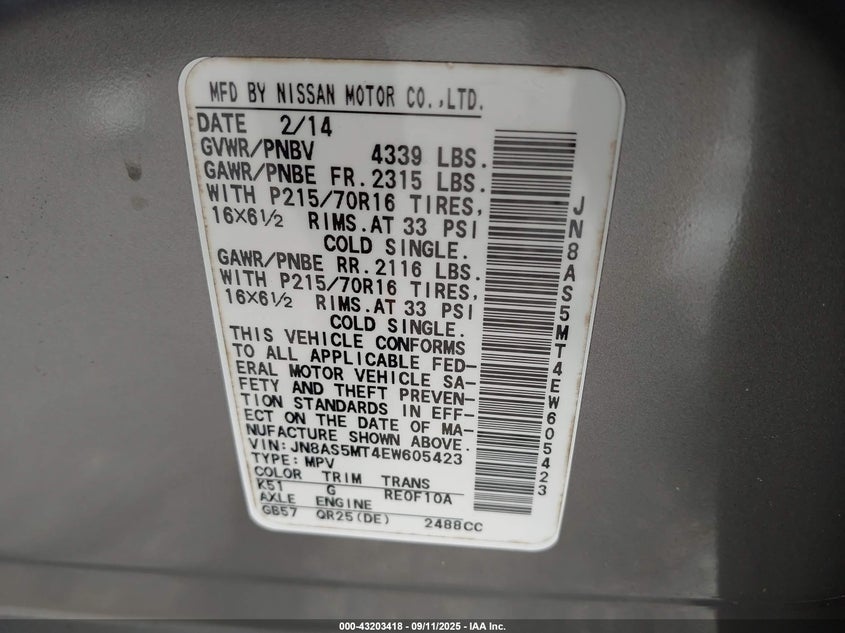 MFD BY NISSAN MOTOR CO.,LTD.
DATE 2/14
GVWR/PNBV 4339 LBS.
GAWR/PNBE FR.2315 LBS.
WITH P215/70R16 TIRES,
16X6½ RIMS.AT 33 PSI
COLD SINGLE.
GAWR/PNBE RR.2116 LBS.
WITH P215/70R16 TIRES,
16X6½ RIMS.AT 33 PSI
COLD SINGLE.
THIS VEHICLE CONFORMS
TO ALL APPLICABLE FED-
ERAL MOTOR VEHICLE SA-
FETY AND THEFT PREVEN-
TION STANDARDS IN EFF-
ECT ON THE DATE OF MA-
NUFACTURE SHOWN ABOVE.
VIN: JN8AS5MT4EW605423
TYPE: MPV
COLOR TRIM TRANS
K51 G RE0F10A
AXLE ENGINE
GB57 QR25(DE) 2488CC
JN8AS5MT4EW605423
000-43203418 - 09/11/2025 - IAA Inc.